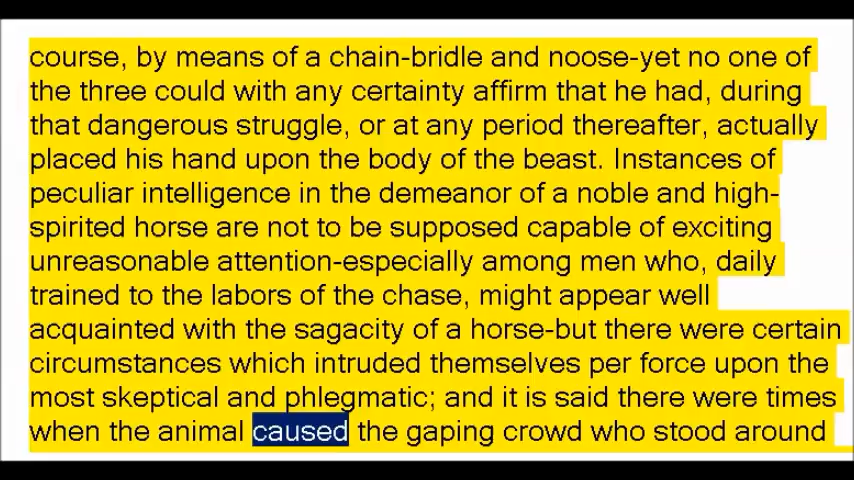 course, by means of a chain-bridle and noose-yet no one of
the three could with any certainty affirm that he had, during
that dangerous struggle, or at any period thereafter, actually
placed his hand upon the body of the beast. Instances of
peculiar intelligence in the demeanor of a noble and high-
spirited horse are not to be supposed capable of exciting
unreasonable attention-especially among men who, daily
trained to the labors of the chase, might appear well
acquainted with the sagacity of a horse-but there were certain
circumstances which intruded themselves per force upon the
most skeptical and phlegmatic; and it is said there were times
when the animal caused the gaping crowd who stood around